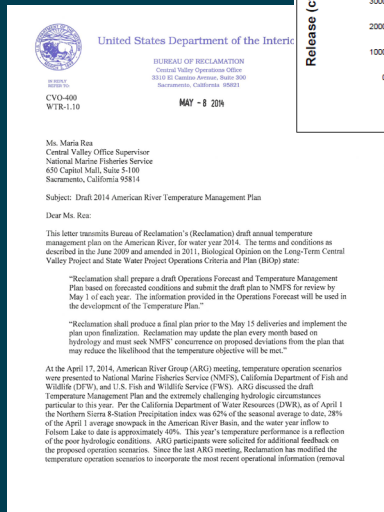 United States Department of the Interio
BUREAU OF RECLAMATION
Central Valley Operations Office
3310 El Camino Avenue, Suite 300
Sacramento, California 95821
IN REPLY
REFER TO:
CVO-400
WTR-1.10
MAY - 8 2014
Ms. Maria Rea
Central Valley Office Supervisor
National Marine Fisheries Service
650 Capitol Mall, Suite 5-100
Sacramento, California 95814
Subject: Draft 2014 American River Temperature Management Plan
Dear Ms. Rea:
This letter transmits Bureau of Reclamation's (Reclamation) draft annual temperature
management plan on the American River, for water year 2014. The terms and conditions as
described in the June 2009 and amended in 2011, Biological Opinion on the Long-Term Central
Valley Project and State Water Project Operations Criteria and Plan (BiOp) state:
"Reclamation shall prepare a draft Operations Forecast and Temperature Management
Plan based on forecasted conditions and submit the draft plan to NMFS for review by
May 1 of each year. The information provided in the Operations Forecast will be used in
the development of the Temperature Plan."
"Reclamation shall produce a final plan prior to the May 15 deliveries and implement the
plan upon finalization. Reclamation may update the plan every month based on
hydrology and must seek NMFS' concurrence on proposed deviations from the plan that
may reduce the likelihood that the temperature objective will be met."
At the April 17, 2014, American River Group (ARG) meeting, temperature operation scenarios
were presented to National Marine Fisheries Service (NMFS), California Department of Fish and
Wildlife (DFW), and U.S. Fish and Wildlife Service (FWS). ARG discussed the draft
Temperature Management Plan and the extremely challenging hydrologic circumstances
particular to this year. Per the California Department of Water Resources (DWR), as of April 1
the Northern Sierra 8-Station Precipitation index was 62% of the seasonal average to date, 28%
of the April 1 average snowpack in the American River Basin, and the water year inflow to
Folsom Lake to date is approximately 40%. This year's temperature performance is a reflection
of the poor hydrologic conditions. ARG participants were solicited for additional feedback on
the proposed operation scenarios. Since the last ARG meeting, Reclamation has modified the
temperature operation scenarios to incorporate the most recent operational information (removal
Release (c
3000
2000
1000